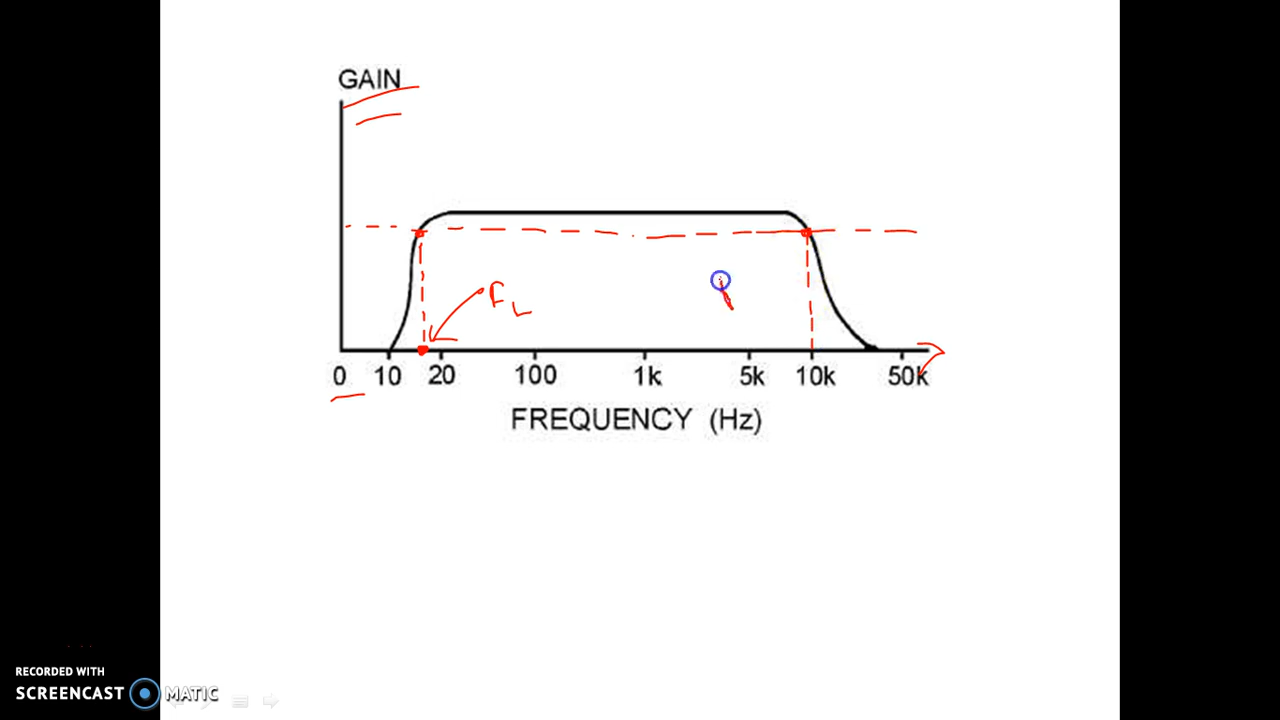 GAIN
FL
0 10 20 100 1k 5k 10k 50k
FREQUENCY (Hz)
RECORDED WITH
SCREENCAST MATIC